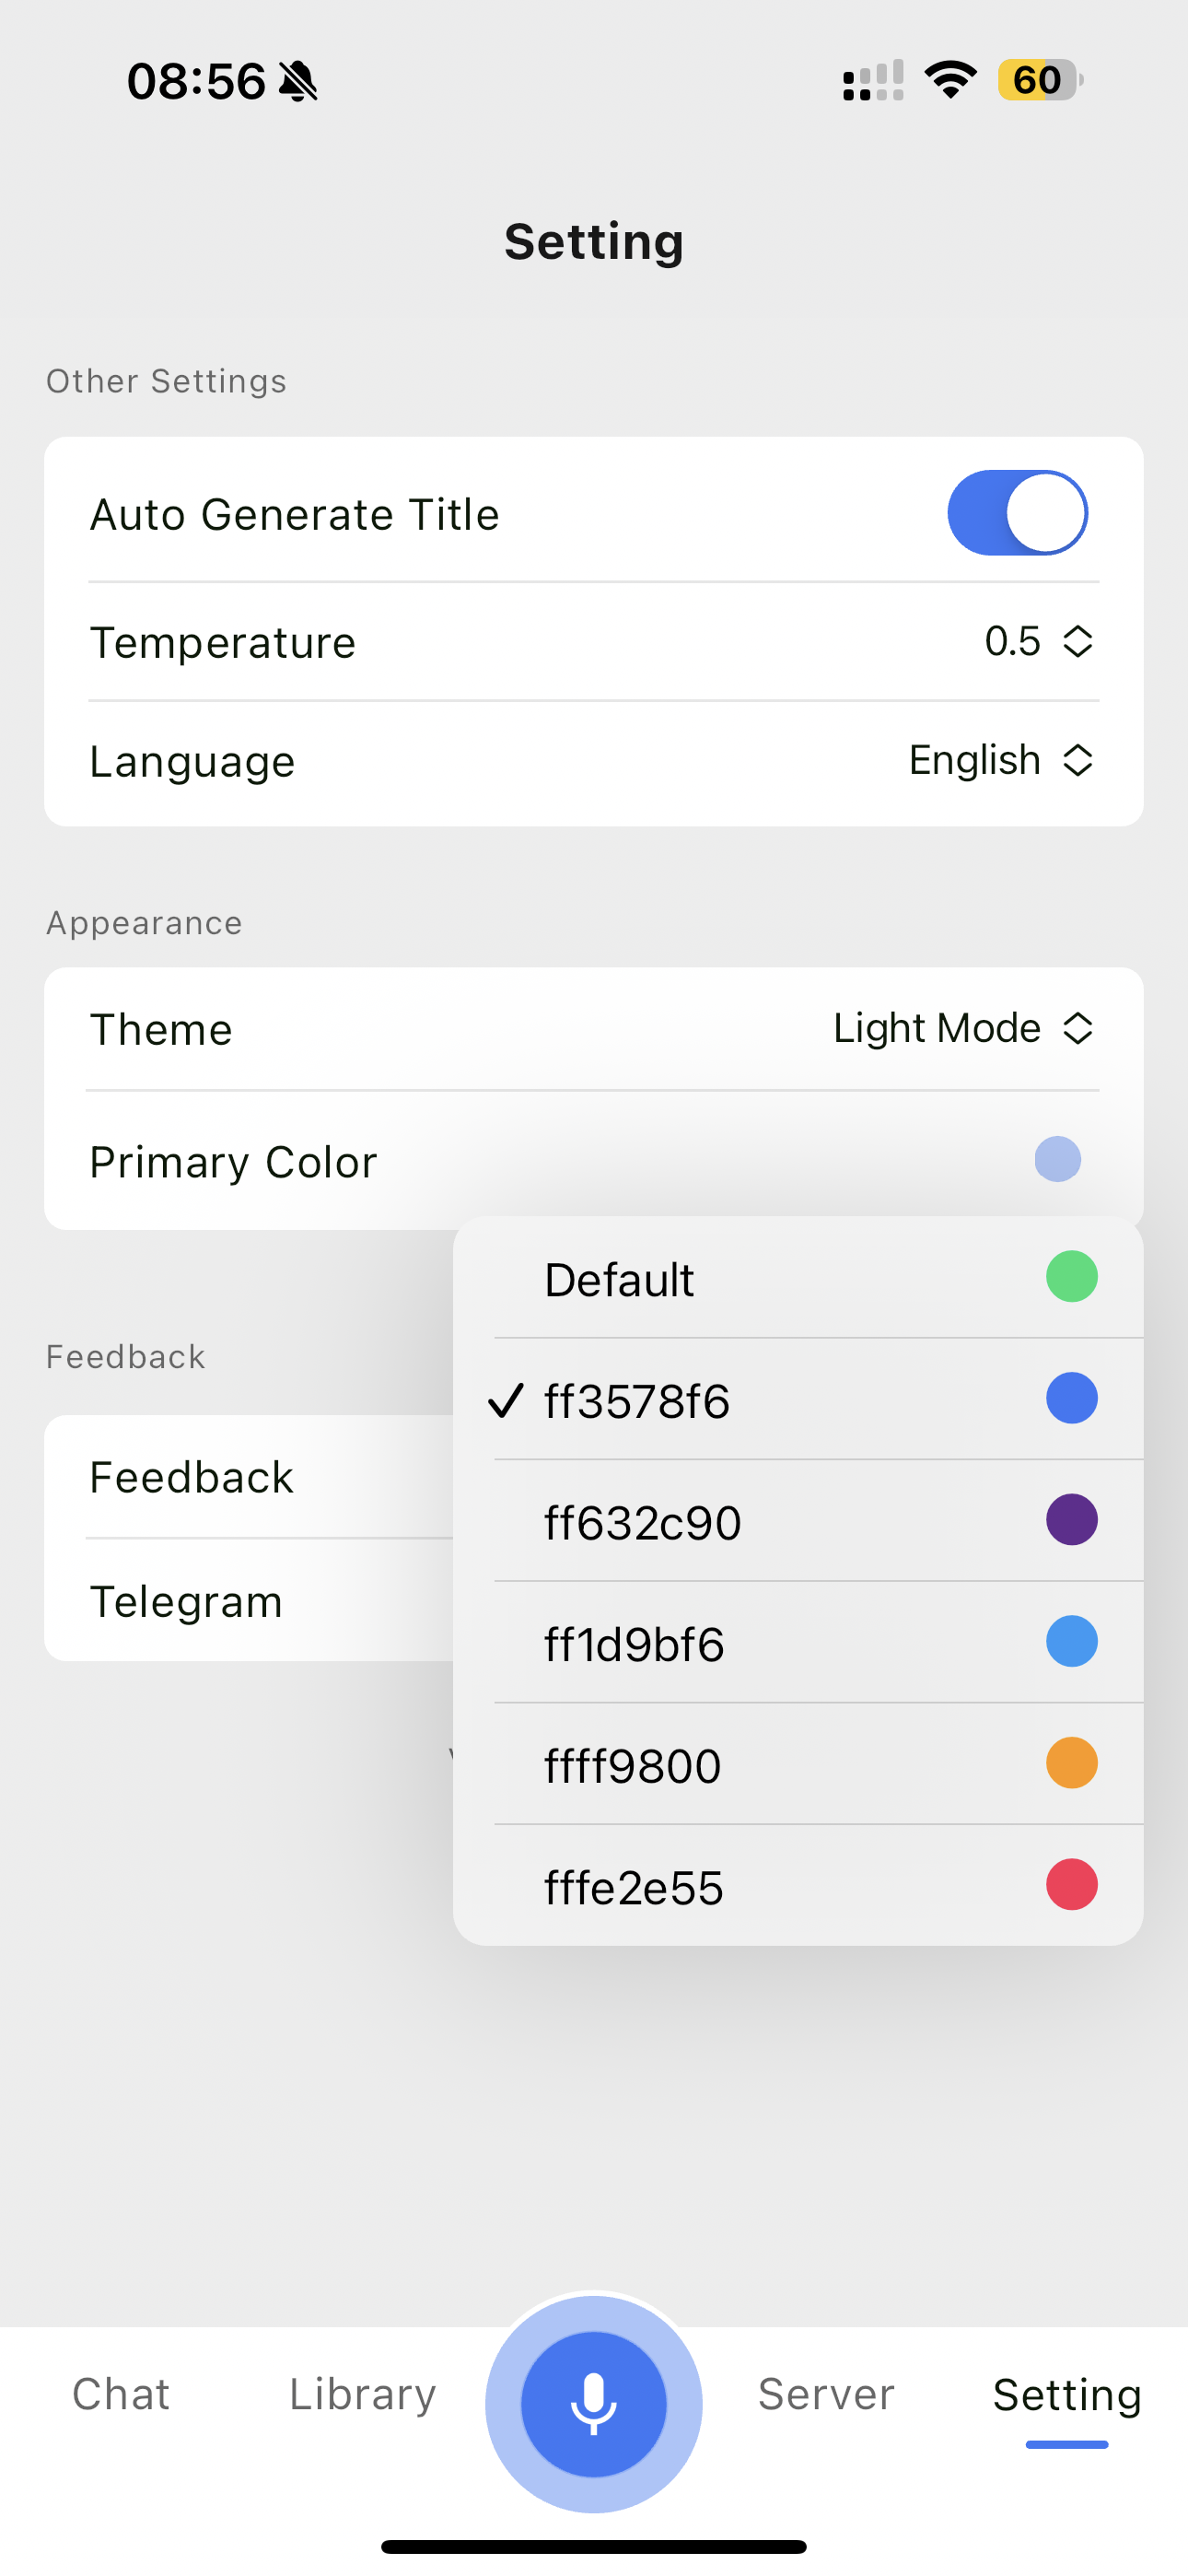 08:56
60
Setting
Other Settings
Auto Generate Title
Temperature 0.5
Language English
Appearance
Theme Light Mode
Primary Color
Default
ff3578f6
ff632c90
ff1d9bf6
ffff9800
fffe2e55
Feedback
Feedback
Telegram
Chat Library Server Setting